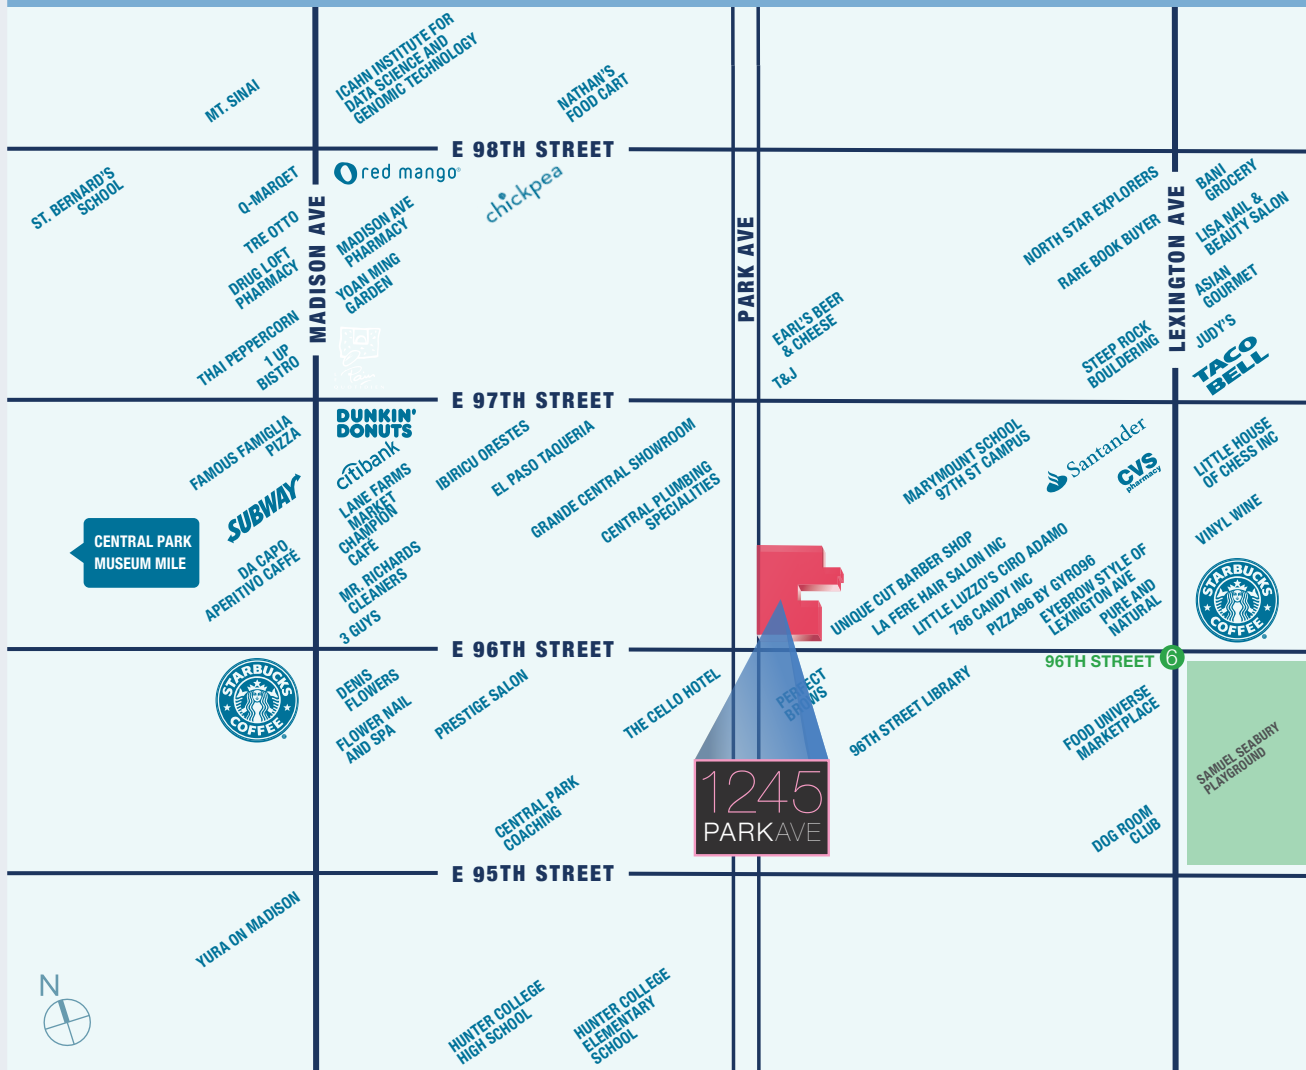 ICAHN INSTITUTE FOR
DATA SCIENCE AND
GENOMIC TECHNOLOGY
MT. SINAI
NATHAN'S
FOOD CART
E 98TH STREET
ST. BERNARD'S
SCHOOL
Q-MARQET
TRE OTTO
DRUG LOFT
PHARMACY
THAI PEPPERCORN
1 UP
BISTRO
MADISON AVE
red mango®
chickpea
MADISON AVE
PHARMACY
YOAN MING
GARDEN
PARK AVE
EARL'S BEER
& CHEESE
T&J
NORTH STAR EXPLORERS
RARE BOOK BUYER
STEEP ROCK
BOULDERING
LEXINGTON AVE
BANI
GROCERY
LISA NAIL &
BEAUTY SALON
ASIAN
GOURMET
JUDY'S
TACO
BELL
E 97TH STREET
FAMOUS FAMIGLIA
PIZZA
SUBWAY
CENTRAL PARK
MUSEUM MILE
DA CAPO
APERITIVO CAFFÈ
DUNKIN'
DONUTS
citibank
LANE FARMS
MARKET
CHAMPION
CAFÉ
MR. RICHARDS
CLEANERS
3 GUYS
IBIRICU ORESTES
EL PASO TAQUERIA
GRANDE CENTRAL SHOWROOM
CENTRAL PLUMBING
SPECIALITIES
MARYMOUNT SCHOOL
97TH ST CAMPUS
Santander
CVS
pharmacy
UNIQUE CUT BARBER SHOP
LA FERE HAIR SALON INC
LITTLE LUZZO'S CIRO ADAMO
786 CANDY INC
PIZZA96 BY GYRO96
EYEBROW STYLE OF
LEXINGTON AVE
PURE AND
NATURAL
LITTLE HOUSE
OF CHESS INC
VINYL WINE
STARBUCKS
COFFEE
E 96TH STREET
96TH STREET 6
STARBUCKS
COFFEE
DENIS
FLOWERS
FLOWER NAIL
AND SPA
PRESTIGE SALON
THE CELLO HOTEL
CENTRAL PARK
COACHING
PERFECT
BROWS
1245
PARKAVE
96TH STREET LIBRARY
FOOD UNIVERSE
MARKETPLACE
DOG ROOM
CLUB
SAMUEL SEABURY
PLAYGROUND
E 95TH STREET
YURA ON MADISON
N
HUNTER COLLEGE
HIGH SCHOOL
HUNTER COLLEGE
ELEMENTARY
SCHOOL